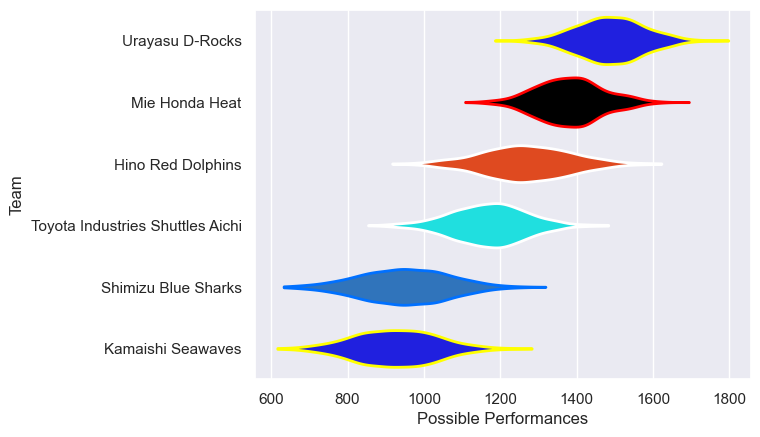 Urayasu D-Rocks
Mie Honda Heat
Hino Red Dolphins
Toyota Industries Shuttles Aichi
Shimizu Blue Sharks
Kamaishi Seawaves
Team
600 800 1000 1200 1400 1600 1800
Possible Performances